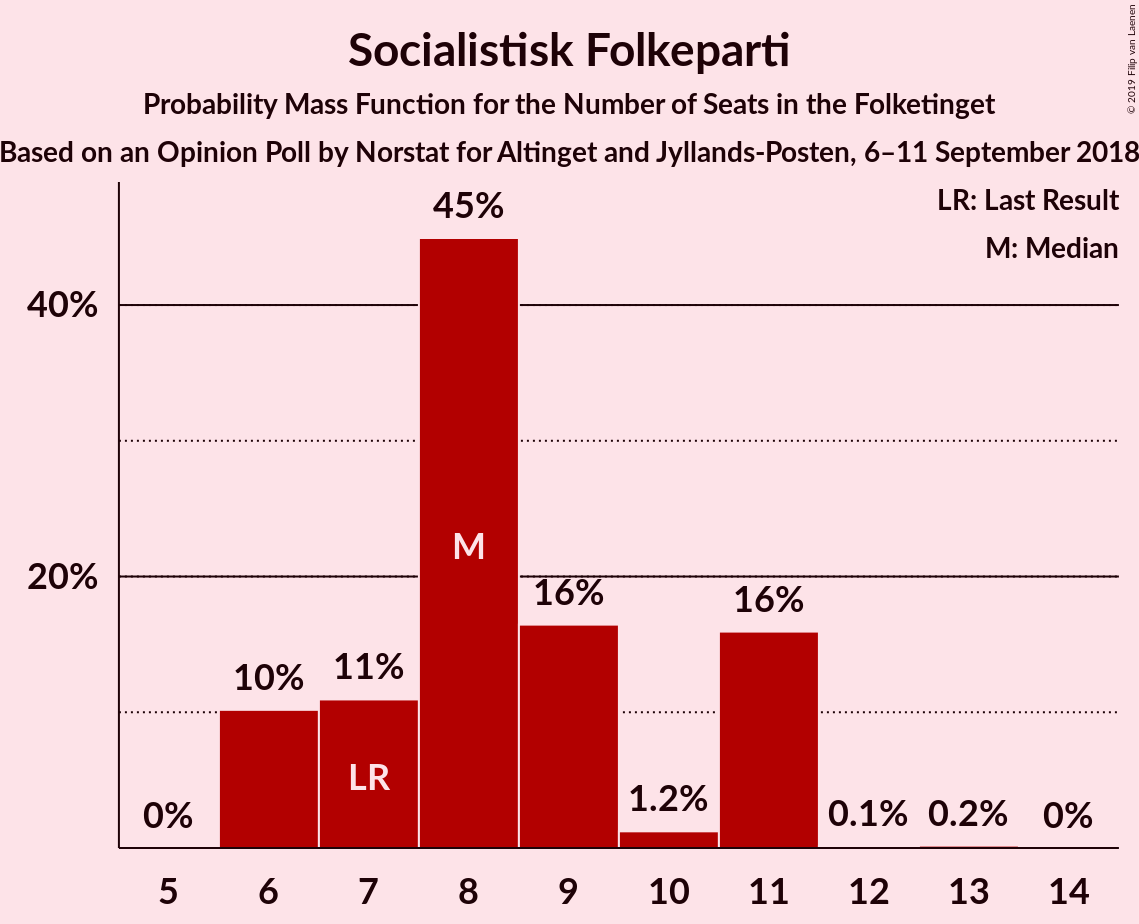 Socialistisk Folkeparti
Probability Mass Function for the Number of Seats in the Folketinget
Based on an Opinion Poll by Norstat for Altinget and Jyllands-Posten, 6–11 September 2018
© 2019 Filip van Laenen
LR: Last Result
M: Median
40%
20%
0%
10%
11%
45%
16%
1.2%
16%
0.1%
0.2%
0%
LR
M
5 6 7 8 9 10 11 12 13 14